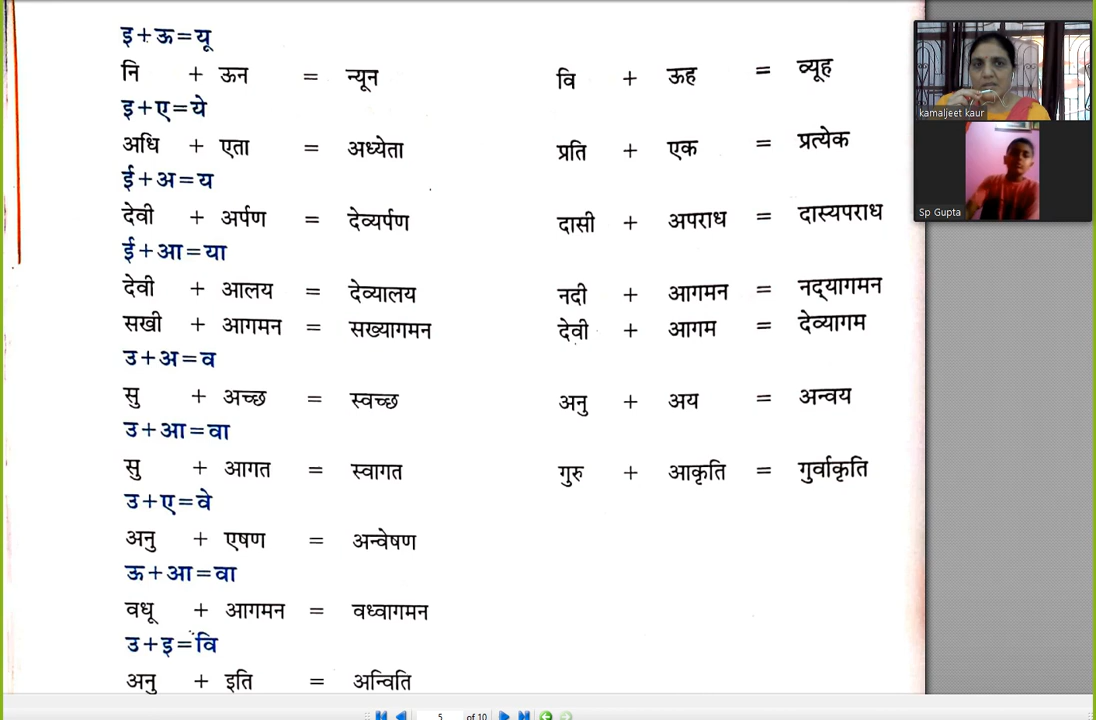 इ+ऊ=यू
नि + ऊन = न्यून वि + ऊह = व्यूह
इ+ए=ये
अधि + एता = अध्येता प्रति + एक = प्रत्येक
ई+अ=य
देवी + अर्पण = देव्यर्पण दासी + अपराध = दास्यपराध
ई+आ=या
देवी + आलय = देव्यालय नदी + आगमन = नद्‌यागमन
सखी + आगमन = सख्यागमन देवी + आगम = देव्यागम
उ+अ=व
सु + अच्छ = स्वच्छ अनु + अय = अन्वय
उ+आ=वा
सु + आगत = स्वागत गुरु + आकृति = गुर्वाकृति
उ+ए=वे
अनु + एषण = अन्वेषण
ऊ+आ=वा
वधू + आगमन = वध्वागमन
उ+इ=वि
अनु + इति = अन्विति
kamaljeet kaur
Sp Gupta
5 of 10